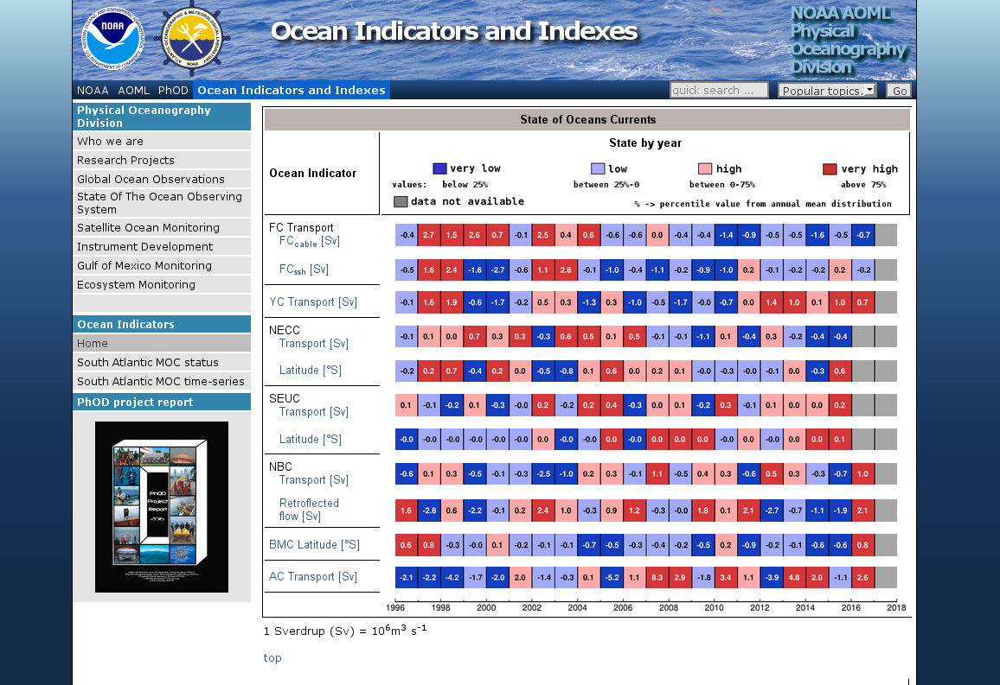 NOAA
Ocean Indicators and Indexes
NOAA AOML
Physical
Oceanography
Division
NOAA AOML PhOD Ocean Indicators and Indexes quick search ... Popular topics. Go
Physical Oceanography
Division
Who we are
Research Projects
Global Ocean Observations
State Of The Ocean Observing
System
Satellite Ocean Monitoring
Instrument Development
Gulf of Mexico Monitoring
Ecosystem Monitoring
Ocean Indicators
Home
South Atlantic MOC status
South Atlantic MOC time-series
PhOD project report
PhOD
Project
Report
State of Oceans Currents
Ocean Indicator
State by year
very low low high very high
values: below 25% between 25%-0 between 0-75% above 75%
data not available % -> percentile value from annual mean distribution
FC Transport
FCcable [Sv] -0.4 2.7 1.5 2.6 0.7 -0.1 2.5 0.4 0.6 -0.6 -0.6 0.0 -0.4 -0.4 -1.4 -0.9 -0.5 -0.5 -1.6 -0.5 -0.7
FCssh [Sv] -0.5 1.6 2.4 -1.6 -2.7 -0.6 1.1 2.8 -0.1 -1.0 -0.4 -1.1 -0.2 -0.9 -1.0 0.2 -0.1 -0.2 -0.2 0.2 -0.2
YC Transport [Sv] -0.1 1.6 1.9 -0.6 -1.7 -0.2 0.5 0.3 -1.3 0.3 -1.0 -0.5 -1.7 -0.0 -0.7 0.0 1.4 1.0 0.1 1.0 0.7
NECC
Transport [Sv] -0.1 0.1 0.0 0.7 0.3 0.3 -0.3 0.6 0.5 0.1 0.5 -0.1 -0.1 -1.1 0.1 -0.4 0.3 -0.2 -0.4 -0.4
Latitude [°S] -0.2 0.2 0.7 -0.4 0.2 0.0 -0.5 -0.8 0.1 0.6 0.0 0.2 0.1 -0.0 -0.3 -0.0 -0.1 0.0 -0.3 0.6
SEUC
Transport [Sv] 0.1 -0.1 -0.2 0.1 -0.3 -0.0 0.2 -0.2 0.2 0.4 -0.3 0.0 0.1 -0.2 0.3 -0.1 0.1 0.0 0.0 0.2
Latitude [°S] -0.0 -0.0 -0.0 -0.0 -0.0 -0.0 0.0 -0.0 -0.0 0.0 -0.0 0.0 0.0 0.0 -0.0 0.0 -0.0 0.0 0.0 0.1
NBC
Transport [Sv] -0.6 0.1 0.3 -0.5 -0.1 -0.3 -2.5 -1.0 0.2 0.3 -0.1 1.1 -0.5 0.4 0.3 -0.6 0.5 0.3 -0.3 -0.7 1.0
Retroflected
flow [Sv] 1.6 -2.8 0.6 -2.2 -0.1 0.2 2.4 1.0 -0.3 0.9 1.2 -0.3 -0.0 1.8 0.1 2.1 -2.7 -0.7 -1.1 -1.9 2.1
BMC Latitude [°S] 0.6 0.8 -0.3 -0.0 0.1 -0.2 -0.1 -0.1 -0.7 -0.5 -0.3 -0.4 -0.2 -0.5 0.2 -0.9 -0.2 -0.1 -0.6 -0.6 0.8
AC Transport [Sv] -2.1 -2.2 -4.2 -1.7 -2.0 2.0 -1.4 -0.3 0.1 -5.2 1.1 8.3 2.9 -1.8 3.4 1.1 -3.9 4.8 2.0 -1.1 2.6
1996 1998 2000 2002 2004 2006 2008 2010 2012 2014 2016 2018
1 Sverdrup (Sv) = 10⁶m³ s⁻¹
top